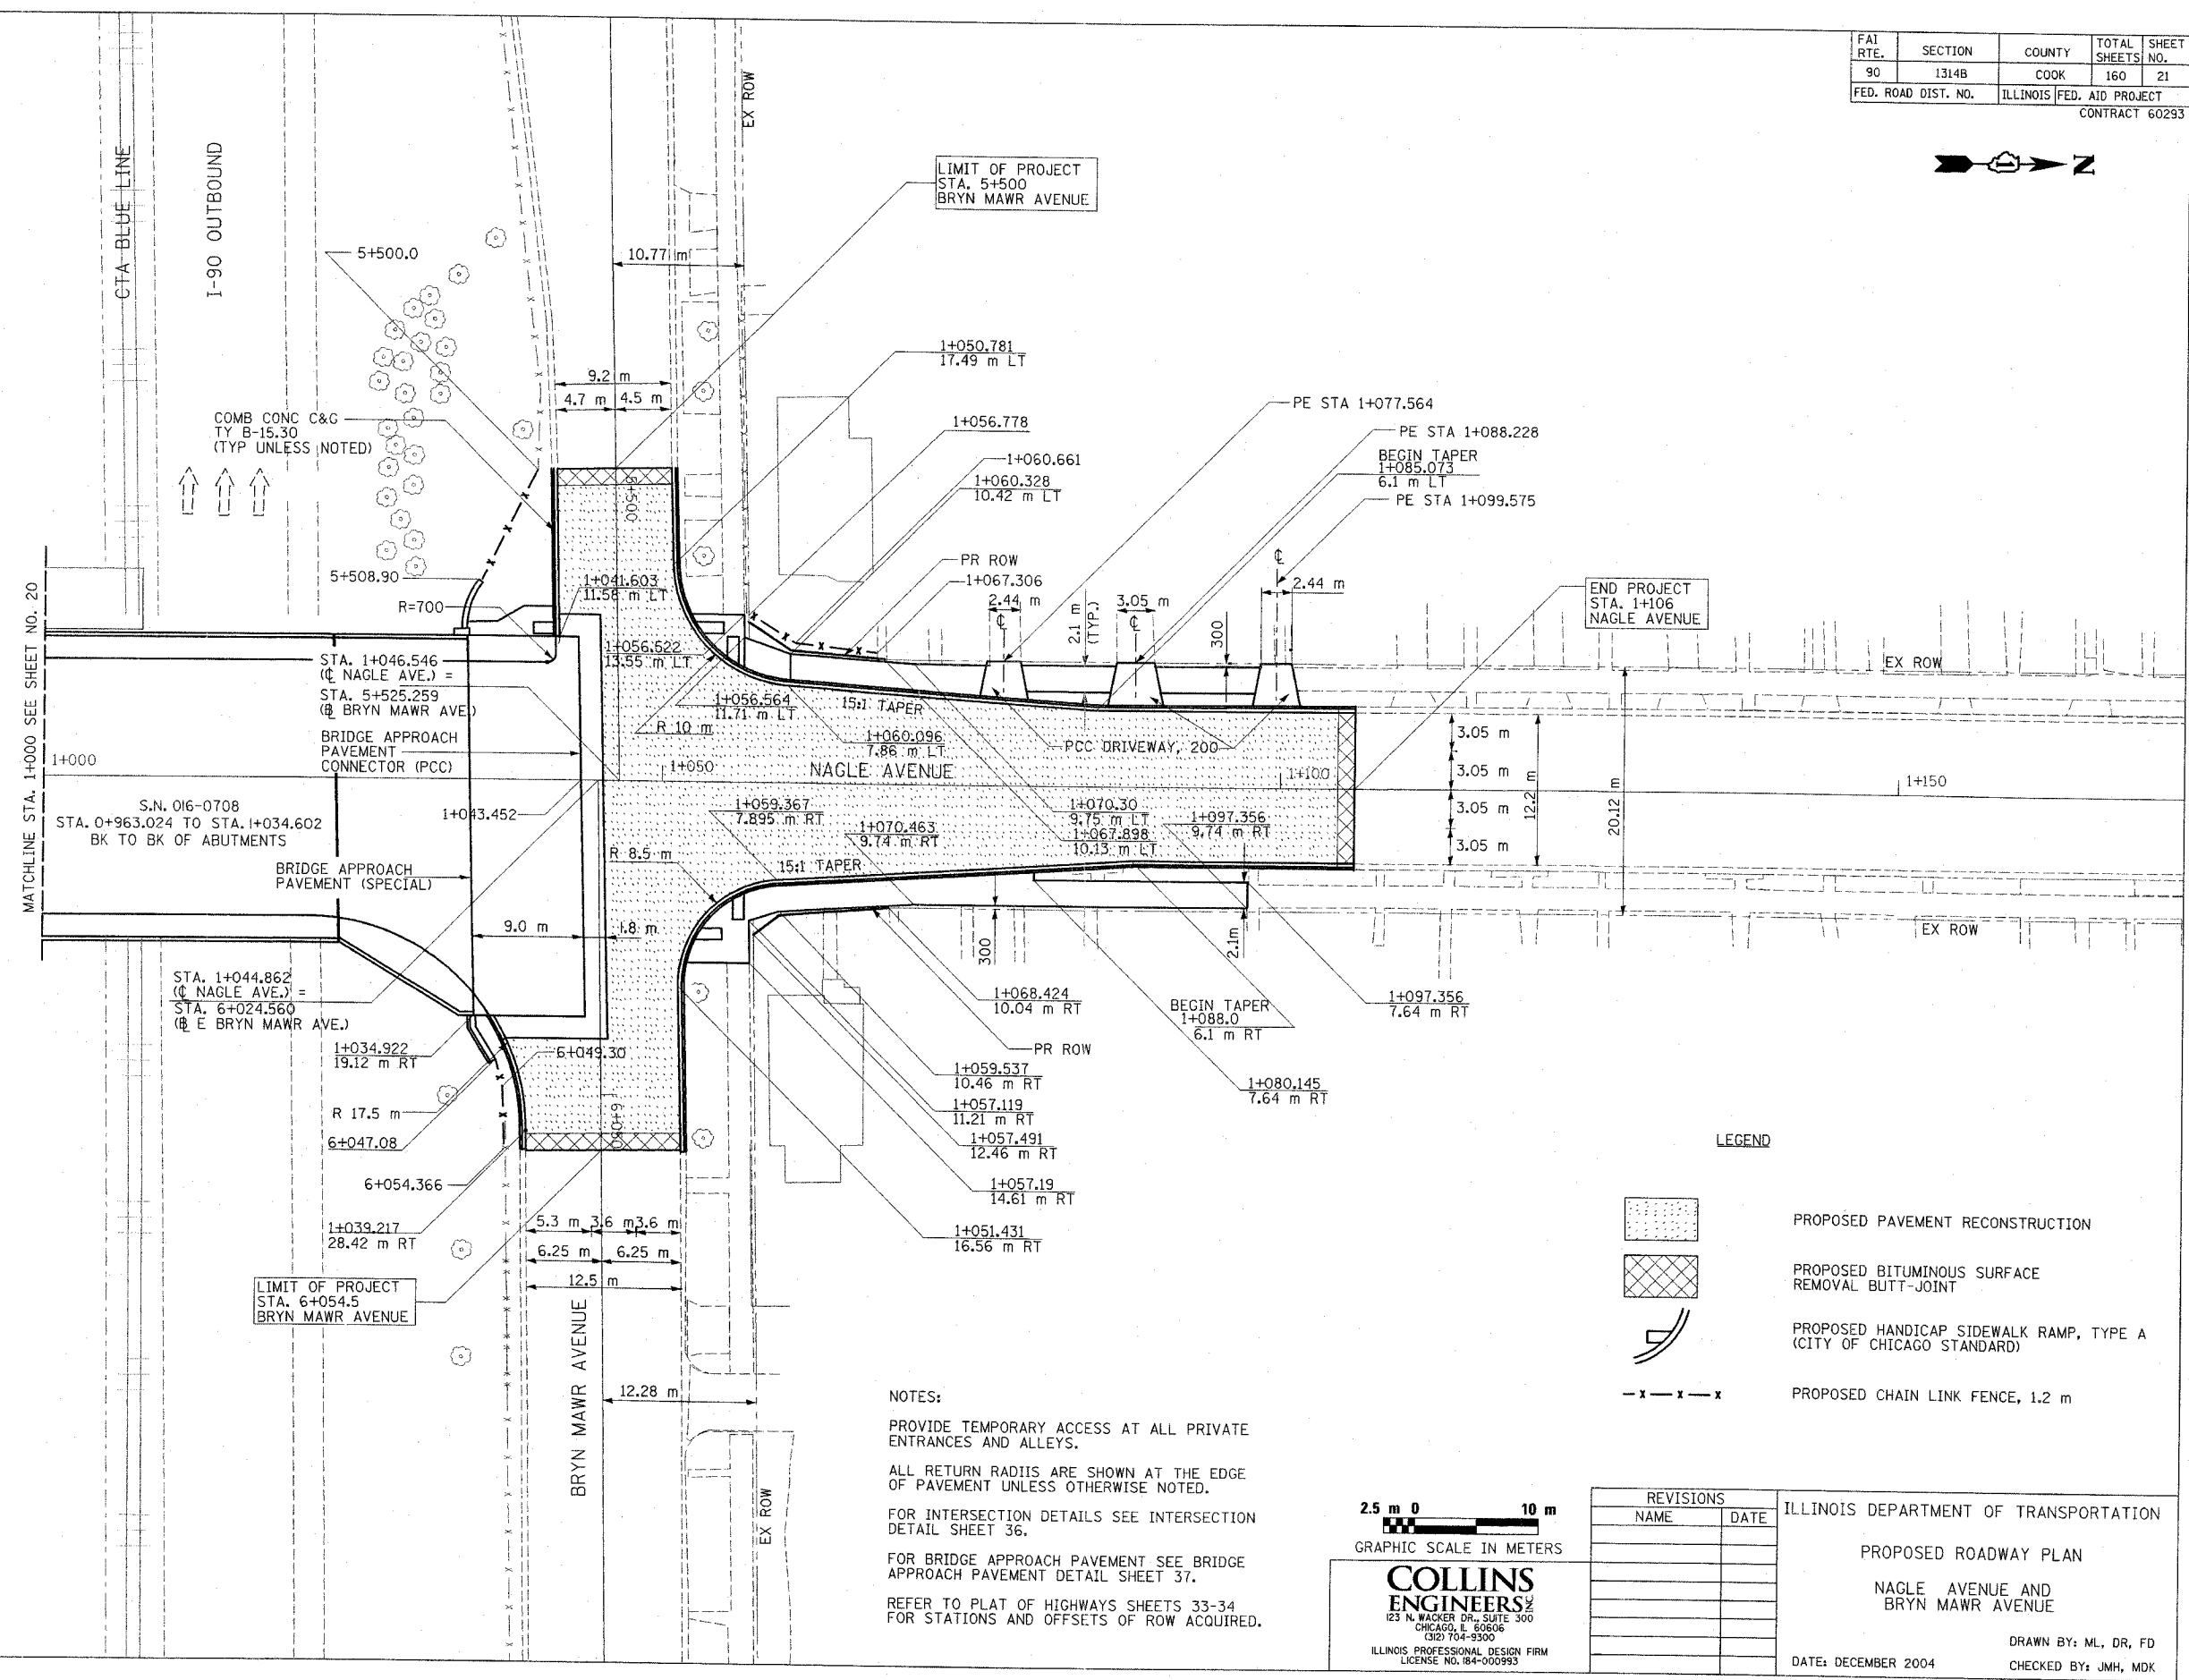 FAI RTE.
SECTION
COUNTY
TOTAL SHEETS
SHEET NO.
90
1314B
COOK
160
21
FED. ROAD DIST. NO.
ILLINOIS
FED. AID PROJECT
CONTRACT 60293
N
CTA BLUE LINE
I-90 OUTBOUND
EX ROW
LIMIT OF PROJECT
STA. 5+500
BRYN MAWR AVENUE
5+500.0
10.77 m
1+050.781
17.49 m LT
9.2 m
4.7 m
4.5 m
COMB CONC C&G
TY B-15.30
(TYP UNLESS NOTED)
1+056.778
1+060.661
1+060.328
10.42 m LT
PE STA 1+077.564
PE STA 1+088.228
BEGIN TAPER
1+085.073
6.1 m LT
PE STA 1+099.575
5+500
PR ROW
1+067.306
2.44 m
3.05 m
2.1 m
(TYP.)
300
2.44 m
END PROJECT
STA. 1+106
NAGLE AVENUE
5+508.90
R=700
1+041.603
11.58 m LT
1+056.522
13.55 m LT
EX ROW
MATCHLINE STA. 1+000 SEE SHEET NO. 20
STA. 1+046.546
(℄ NAGLE AVE.) =
STA. 5+525.259
(B BRYN MAWR AVE.)
1+056.564
11.71 m LT
15:1 TAPER
R 10 m
1+060.096
7.86 m LT
PCC DRIVEWAY, 200
BRIDGE APPROACH
PAVEMENT
CONNECTOR (PCC)
1+000
1+050
NAGLE AVENUE
1+100
1+150
3.05 m
3.05 m
3.05 m
3.05 m
12.2 m
20.12 m
S.N. 016-0708
STA. 0+963.024 TO STA. 1+034.602
BK TO BK OF ABUTMENTS
1+043.452
1+059.367
7.895 m RT
1+070.463
9.74 m RT
1+070.30
9.75 m LT
1+067.898
10.13 m LT
1+097.356
9.74 m RT
R 8.5 m
15:1 TAPER
BRIDGE APPROACH
PAVEMENT (SPECIAL)
9.0 m
1.8 m
300
2.1m
EX ROW
STA. 1+044.862
(℄ NAGLE AVE.) =
STA. 6+024.560
(B E BRYN MAWR AVE.)
1+068.424
10.04 m RT
BEGIN TAPER
1+088.0
6.1 m RT
1+097.356
7.64 m RT
1+034.922
19.12 m RT
6+049.30
PR ROW
1+059.537
10.46 m RT
1+080.145
7.64 m RT
R 17.5 m
1+057.119
11.21 m RT
6+050
6+047.08
1+057.491
12.46 m RT
6+054.366
1+057.19
14.61 m RT
1+039.217
28.42 m RT
5.3 m
3.6 m
3.6 m
1+051.431
16.56 m RT
6.25 m
6.25 m
12.5 m
LIMIT OF PROJECT
STA. 6+054.5
BRYN MAWR AVENUE
BRYN MAWR AVENUE
12.28 m
EX ROW
LEGEND
PROPOSED PAVEMENT RECONSTRUCTION
PROPOSED BITUMINOUS SURFACE
REMOVAL BUTT-JOINT
PROPOSED HANDICAP SIDEWALK RAMP, TYPE A
(CITY OF CHICAGO STANDARD)
PROPOSED CHAIN LINK FENCE, 1.2 m
NOTES:
PROVIDE TEMPORARY ACCESS AT ALL PRIVATE
ENTRANCES AND ALLEYS.
ALL RETURN RADIIS ARE SHOWN AT THE EDGE
OF PAVEMENT UNLESS OTHERWISE NOTED.
FOR INTERSECTION DETAILS SEE INTERSECTION
DETAIL SHEET 36.
FOR BRIDGE APPROACH PAVEMENT SEE BRIDGE
APPROACH PAVEMENT DETAIL SHEET 37.
REFER TO PLAT OF HIGHWAYS SHEETS 33-34
FOR STATIONS AND OFFSETS OF ROW ACQUIRED.
2.5 m 0 10 m
GRAPHIC SCALE IN METERS
COLLINS
ENGINEERS INC
123 N. WACKER DR., SUITE 300
CHICAGO, IL 60606
(312) 704-9300
ILLINOIS PROFESSIONAL DESIGN FIRM
LICENSE NO. 184-000993
REVISIONS
NAME
DATE
ILLINOIS DEPARTMENT OF TRANSPORTATION
PROPOSED ROADWAY PLAN
NAGLE AVENUE AND
BRYN MAWR AVENUE
DRAWN BY: ML, DR, FD
DATE: DECEMBER 2004
CHECKED BY: JMH, MDK